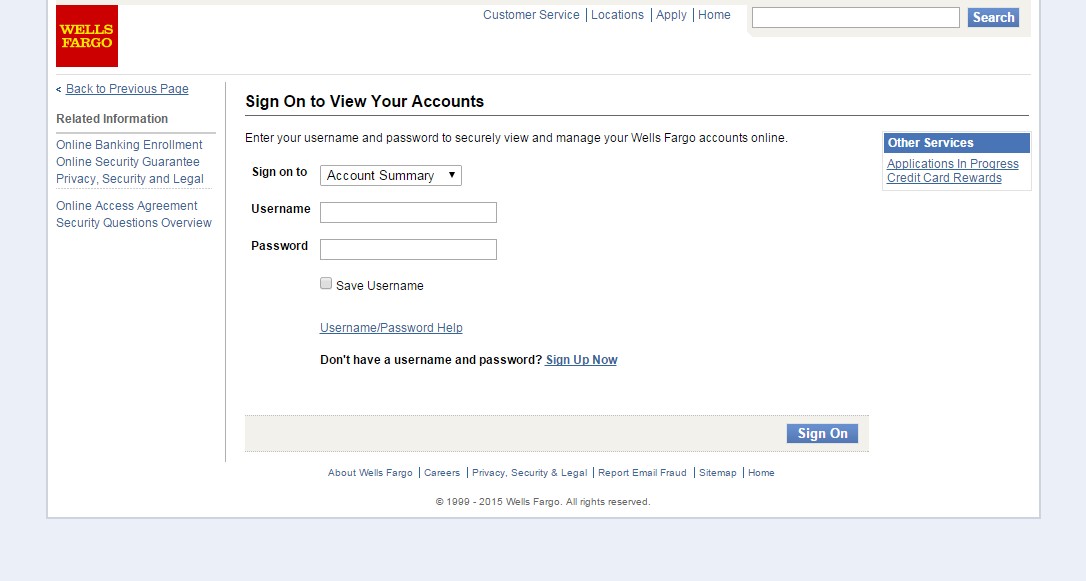 WELLS
FARGO
Customer Service | Locations | Apply | Home
Search
< Back to Previous Page
Related Information
Online Banking Enrollment
Online Security Guarantee
Privacy, Security and Legal
Online Access Agreement
Security Questions Overview
Sign On to View Your Accounts
Enter your username and password to securely view and manage your Wells Fargo accounts online.
Sign on to Account Summary
Username
Password
Save Username
Username/Password Help
Don't have a username and password? Sign Up Now
Sign On
Other Services
Applications In Progress
Credit Card Rewards
About Wells Fargo | Careers | Privacy, Security & Legal | Report Email Fraud | Sitemap | Home
© 1999 - 2015 Wells Fargo. All rights reserved.